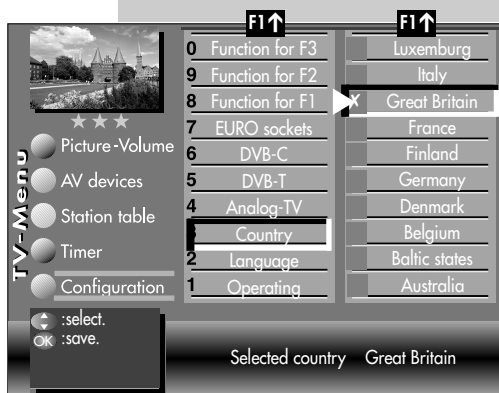 F1↑ F1↑
0 Function for F3 Luxemburg
9 Function for F2 Italy
8 Function for F1 X Great Britain
7 EURO sockets France
6 DVB-C Finland
5 DVB-T Germany
4 Analog-TV Denmark
3 Country Belgium
2 Language Baltic states
1 Operating Australia
TV-Menu
Picture-Volume
AV devices
Station table
Timer
Configuration
:select.
OK :save.
Selected country Great Britain